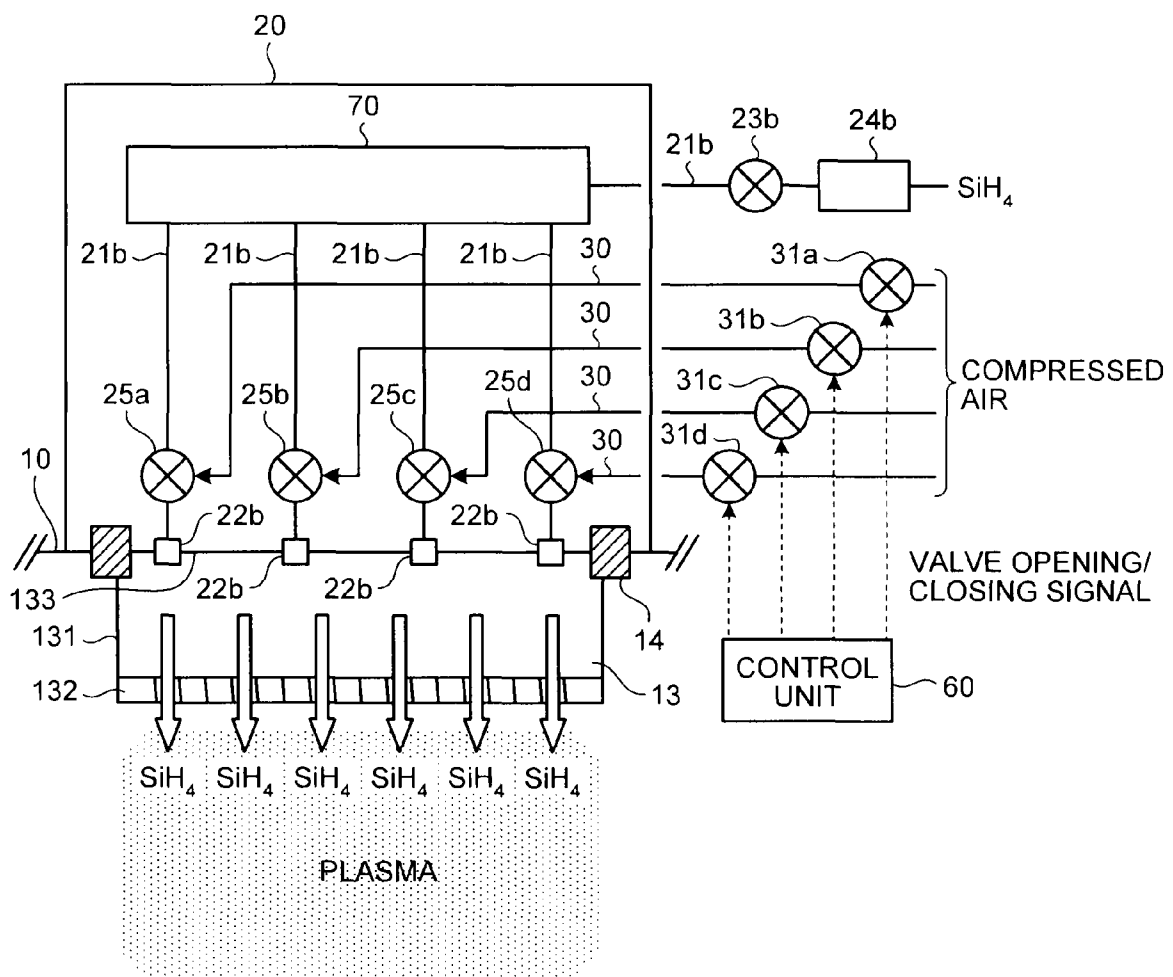 20
70
23b
24b
21b
SiH4
21b
21b
21b
21b
30
31a
30
31b
25a
25b
25c
25d
30
31c
COMPRESSED
AIR
30
31d
10
22b
22b
133
22b
22b
VALVE OPENING/
CLOSING SIGNAL
131
14
132
13
CONTROL
UNIT
60
SiH4
SiH4
SiH4
SiH4
SiH4
SiH4
PLASMA